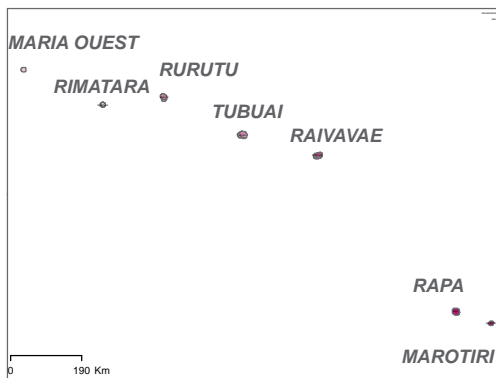 MARIA OUEST
RURUTU
RIMATARA
TUBUAI
RAIVAVAE
RAPA
MAROTIRI
0 190 Km